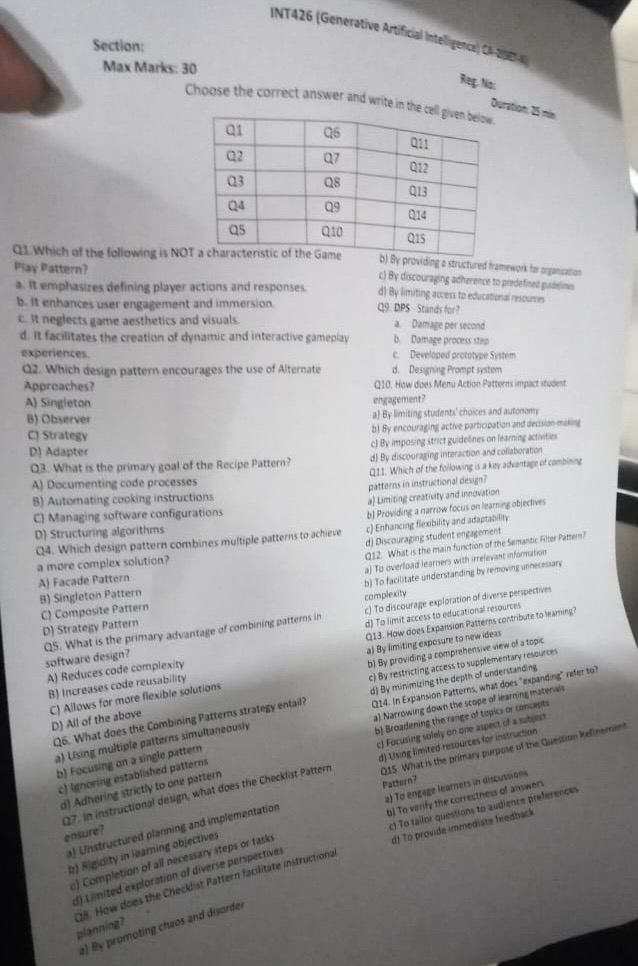 INT426 (Generative Artificial Intelligence) CA-2(SET-A)
Section:
Max Marks: 30
Reg. No:
Duration: 25 min
Choose the correct answer and write in the cell given below.
Q1 Q6 Q11
Q2 Q7 Q12
Q3 Q8 Q13
Q4 Q9 Q14
Q5 Q10 Q15
Q1.Which of the following is NOT a characteristic of the Game
Play Pattern?
a. It emphasizes defining player actions and responses.
b. It enhances user engagement and immersion.
c. It neglects game aesthetics and visuals.
d. It facilitates the creation of dynamic and interactive gameplay
experiences.
Q2. Which design pattern encourages the use of Alternate
Approaches?
A) Singleton
B) Observer
C) Strategy
D) Adapter
Q3. What is the primary goal of the Recipe Pattern?
A) Documenting code processes
B) Automating cooking instructions
C) Managing software configurations
D) Structuring algorithms
Q4. Which design pattern combines multiple patterns to achieve
a more complex solution?
A) Facade Pattern
B) Singleton Pattern
C) Composite Pattern
D) Strategy Pattern
Q5. What is the primary advantage of combining patterns in
software design?
A) Reduces code complexity
B) Increases code reusability
C) Allows for more flexible solutions
D) All of the above
Q6. What does the Combining Patterns strategy entail?
a) Using multiple patterns simultaneously
b) Focusing on a single pattern
c) Ignoring established patterns
d) Adhering strictly to one pattern
Q7. In instructional design, what does the Checklist Pattern
ensure?
a) Unstructured planning and implementation
b) Rigidity in learning objectives
c) Completion of all necessary steps or tasks
d) Limited exploration of diverse perspectives
Q8. How does the Checklist Pattern facilitate instructional
planning?
a) By promoting chaos and disorder
b) By providing a structured framework for organization
c) By discouraging adherence to predefined guidelines
d) By limiting access to educational resources
Q9. DPS - Stands for?
a. Damage per second
b. Damage process step
c. Developed prototype System
d. Designing Prompt system
Q10. How does Menu Action Patterns impact student
engagement?
a) By limiting students' choices and autonomy
b) By encouraging active participation and decision-making
c) By imposing strict guidelines on learning activities
d) By discouraging interaction and collaboration
Q11. Which of the following is a key advantage of combining
patterns in instructional design?
a) Limiting creativity and innovation
b) Providing a narrow focus on learning objectives
c) Enhancing flexibility and adaptability
d) Discouraging student engagement
Q12. What is the main function of the Semantic Filter Pattern?
a) To overload learners with irrelevant information
b) To facilitate understanding by removing unnecessary
complexity
c) To discourage exploration of diverse perspectives
d) To limit access to educational resources
Q13. How does Expansion Patterns contribute to learning?
a) By limiting exposure to new ideas
b) By providing a comprehensive view of a topic
c) By restricting access to supplementary resources
d) By minimizing the depth of understanding
Q14. In Expansion Patterns, what does "expanding" refer to?
a) Narrowing down the scope of learning materials
b) Broadening the range of topics or concepts
c) Focusing solely on one aspect of a subject
d) Using limited resources for instruction
Q15. What is the primary purpose of the Question Refinement
Pattern?
a) To engage learners in discussions
b) To verify the correctness of answers
c) To tailor questions to audience preferences
d) To provide immediate feedback